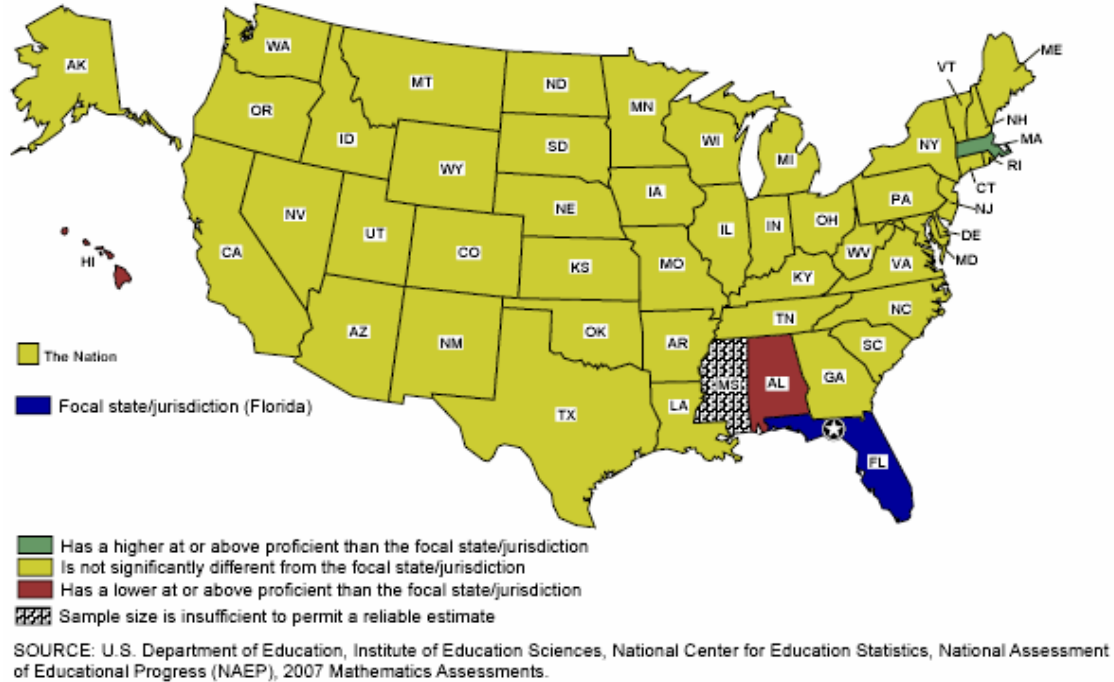 AK
WA
MT
ND
MN
ME
VT
OR
ID
SD
WI
MI
NY
NH
MA
RI
CT
WY
NE
IA
PA
NJ
NV
UT
CO
KS
IL
IN
OH
DE
MD
HI
CA
MO
WV
VA
KY
AZ
NM
OK
AR
TN
NC
SC
The Nation
MS
AL
GA
Focal state/jurisdiction (Florida)
TX
LA
FL
Has a higher at or above proficient than the focal state/jurisdiction
Is not significantly different from the focal state/jurisdiction
Has a lower at or above proficient than the focal state/jurisdiction
Sample size is insufficient to permit a reliable estimate
SOURCE: U.S. Department of Education, Institute of Education Sciences, National Center for Education Statistics, National Assessment
of Educational Progress (NAEP), 2007 Mathematics Assessments.